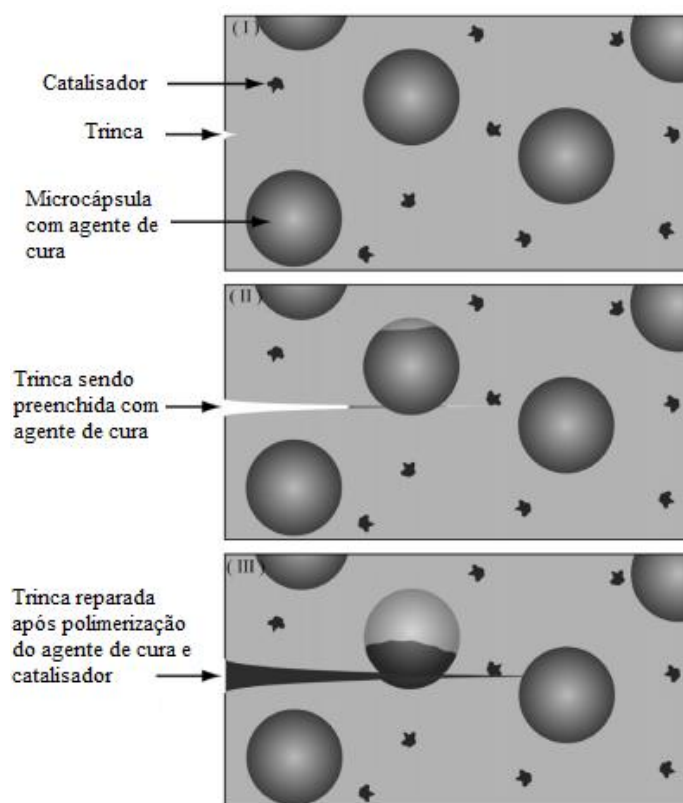 (I)
Catalisador
Trinca
Microcápsula
com agente de
cura
(II)
Trinca sendo
preenchida com
agente de cura
(III)
Trinca reparada
após polimerização
do agente de cura e
catalisador